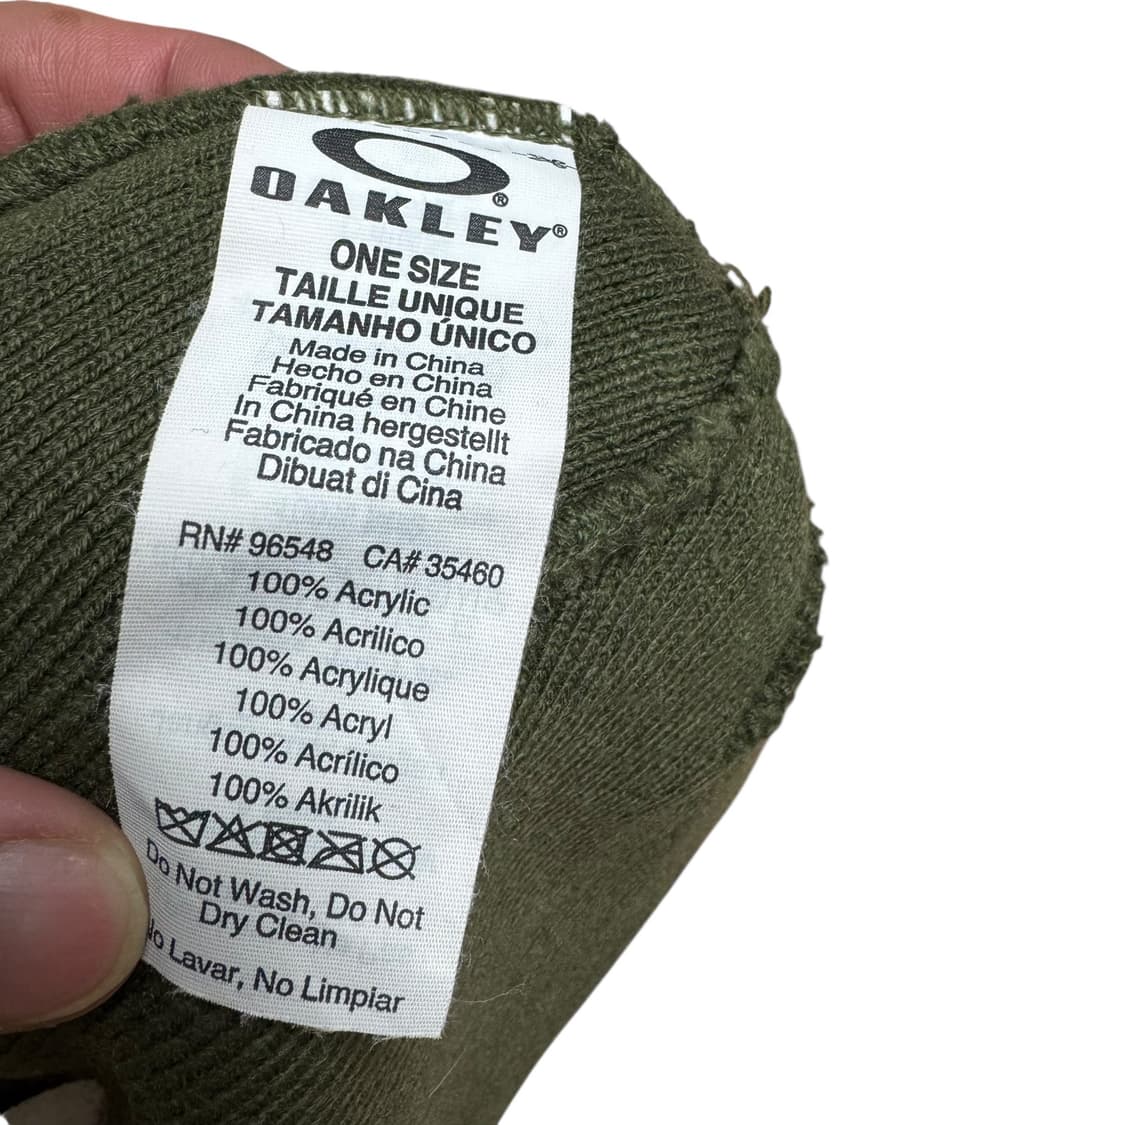 OAKLEY®
ONE SIZE
TAILLE UNIQUE
TAMANHO ÚNICO
Made in China
Hecho en China
Fabriqué en Chine
In China hergestellt
Fabricado na China
Dibuat di Cina
RN# 96548 CA# 35460
100% Acrylic
100% Acrilico
100% Acrylique
100% Acryl
100% Acrílico
100% Akrilik
Do Not Wash, Do Not
Dry Clean
No Lavar, No Limpiar